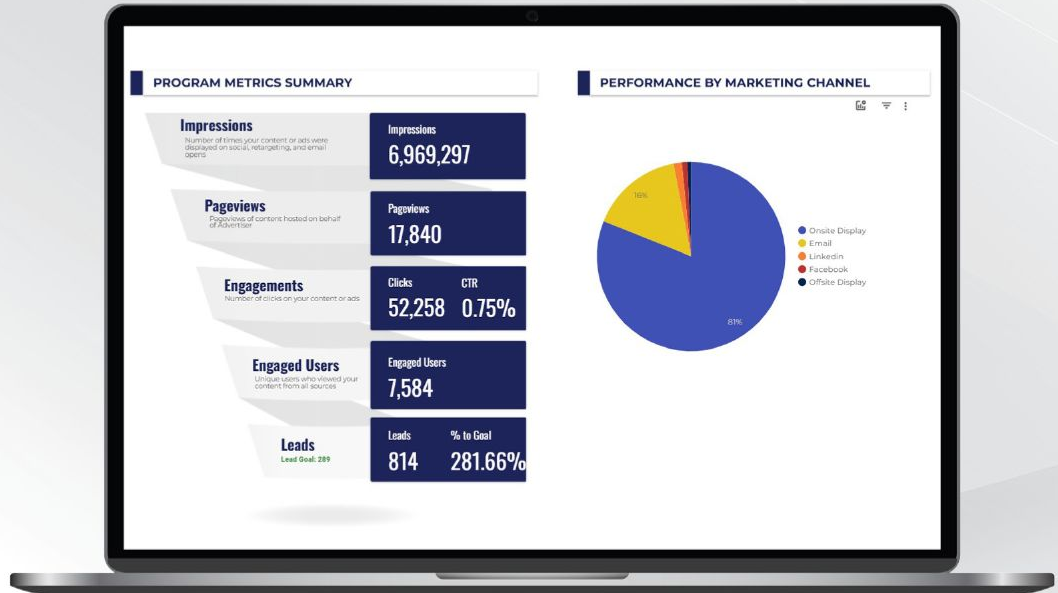 PROGRAM METRICS SUMMARY
Impressions
Number of times your content or ads were
displayed on social, retargeting, and email
opens
Impressions
6,969,297
Pageviews
Pageviews of content hosted on behalf
of Advertiser
Pageviews
17,840
Engagements
Number of clicks on your content or ads
Clicks
CTR
52,258
0.75%
Engaged Users
Unique users who viewed your
content from all sources
Engaged Users
7,584
Leads
Lead Goal: 289
Leads
% to Goal
814
281.66%
PERFORMANCE BY MARKETING CHANNEL
16%
81%
Onsite Display
Email
Linkedin
Facebook
Offsite Display